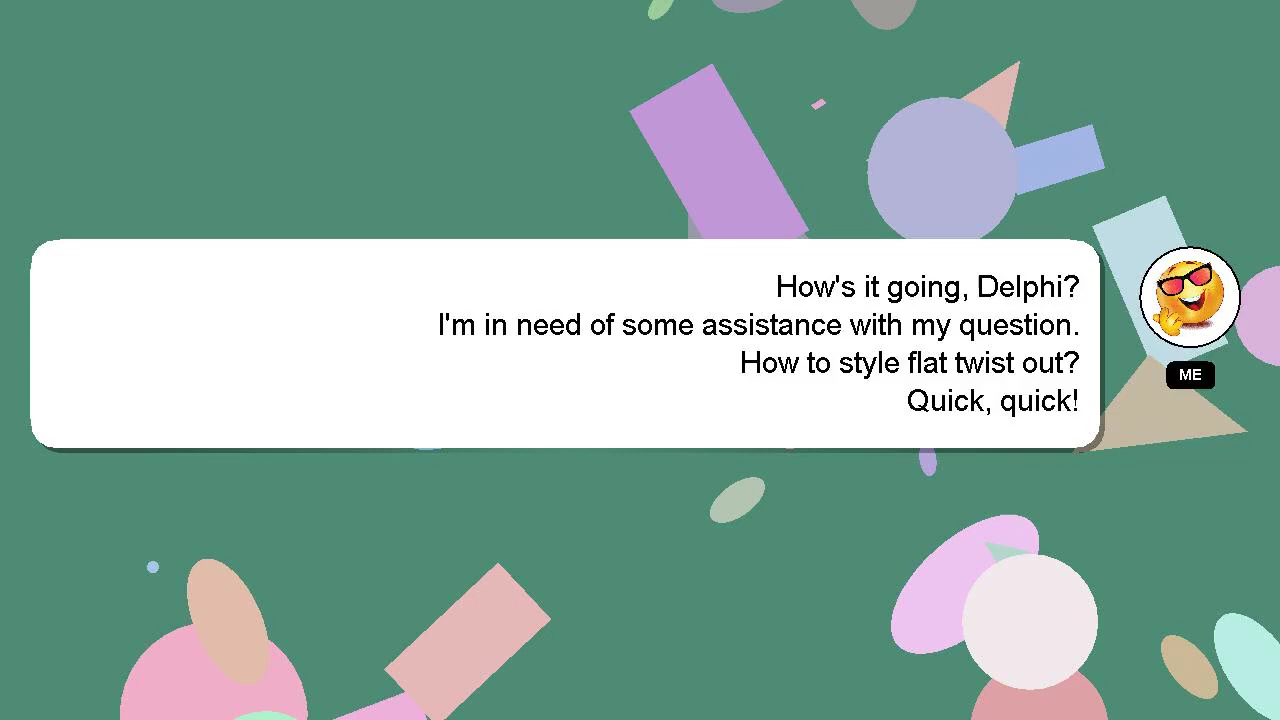 How's it going, Delphi?
I'm in need of some assistance with my question.
How to style flat twist out?
Quick, quick!
ME